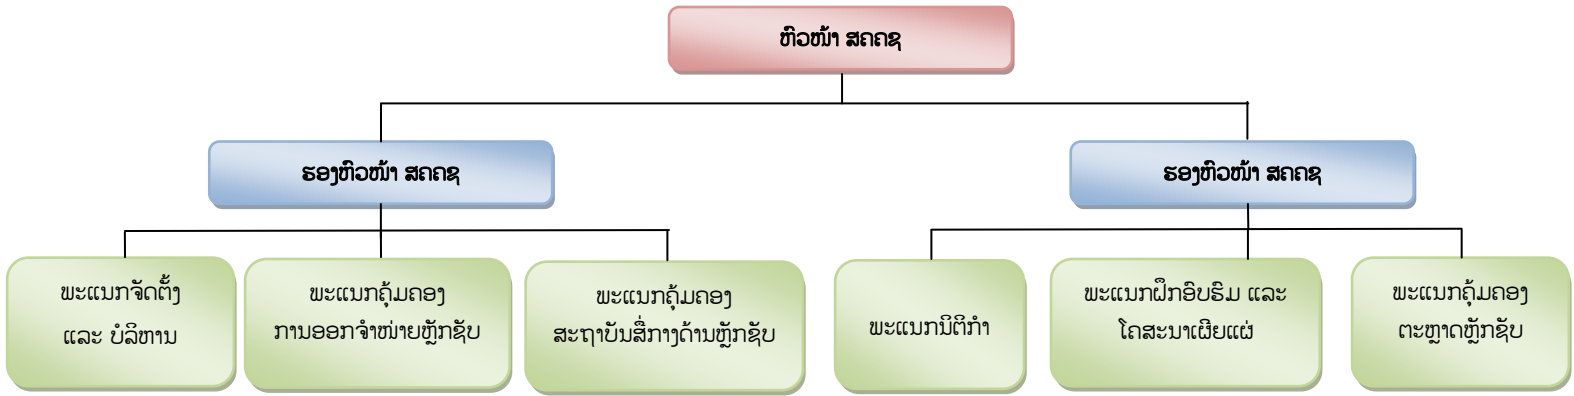 ຫົວໜ້າ ສຄຄຊ
ຮອງຫົວໜ້າ ສຄຄຊ
ຮອງຫົວໜ້າ ສຄຄຊ
ພະແນກຈັດຕັ້ງ
ແລະ ບໍລິຫານ
ພະແນກຄຸ້ມຄອງ
ການອອກຈຳໜ່າຍຫຼັກຊັບ
ພະແນກຄຸ້ມຄອງ
ສະຖາບັນສື່ກາງດ້ານຫຼັກຊັບ
ພະແນກນິຕິກຳ
ພະແນກຝຶກອົບຮົມ ແລະ
ໂຄສະນາເຜີຍແຜ່
ພະແນກຄຸ້ມຄອງ
ຕະຫຼາດຫຼັກຊັບ